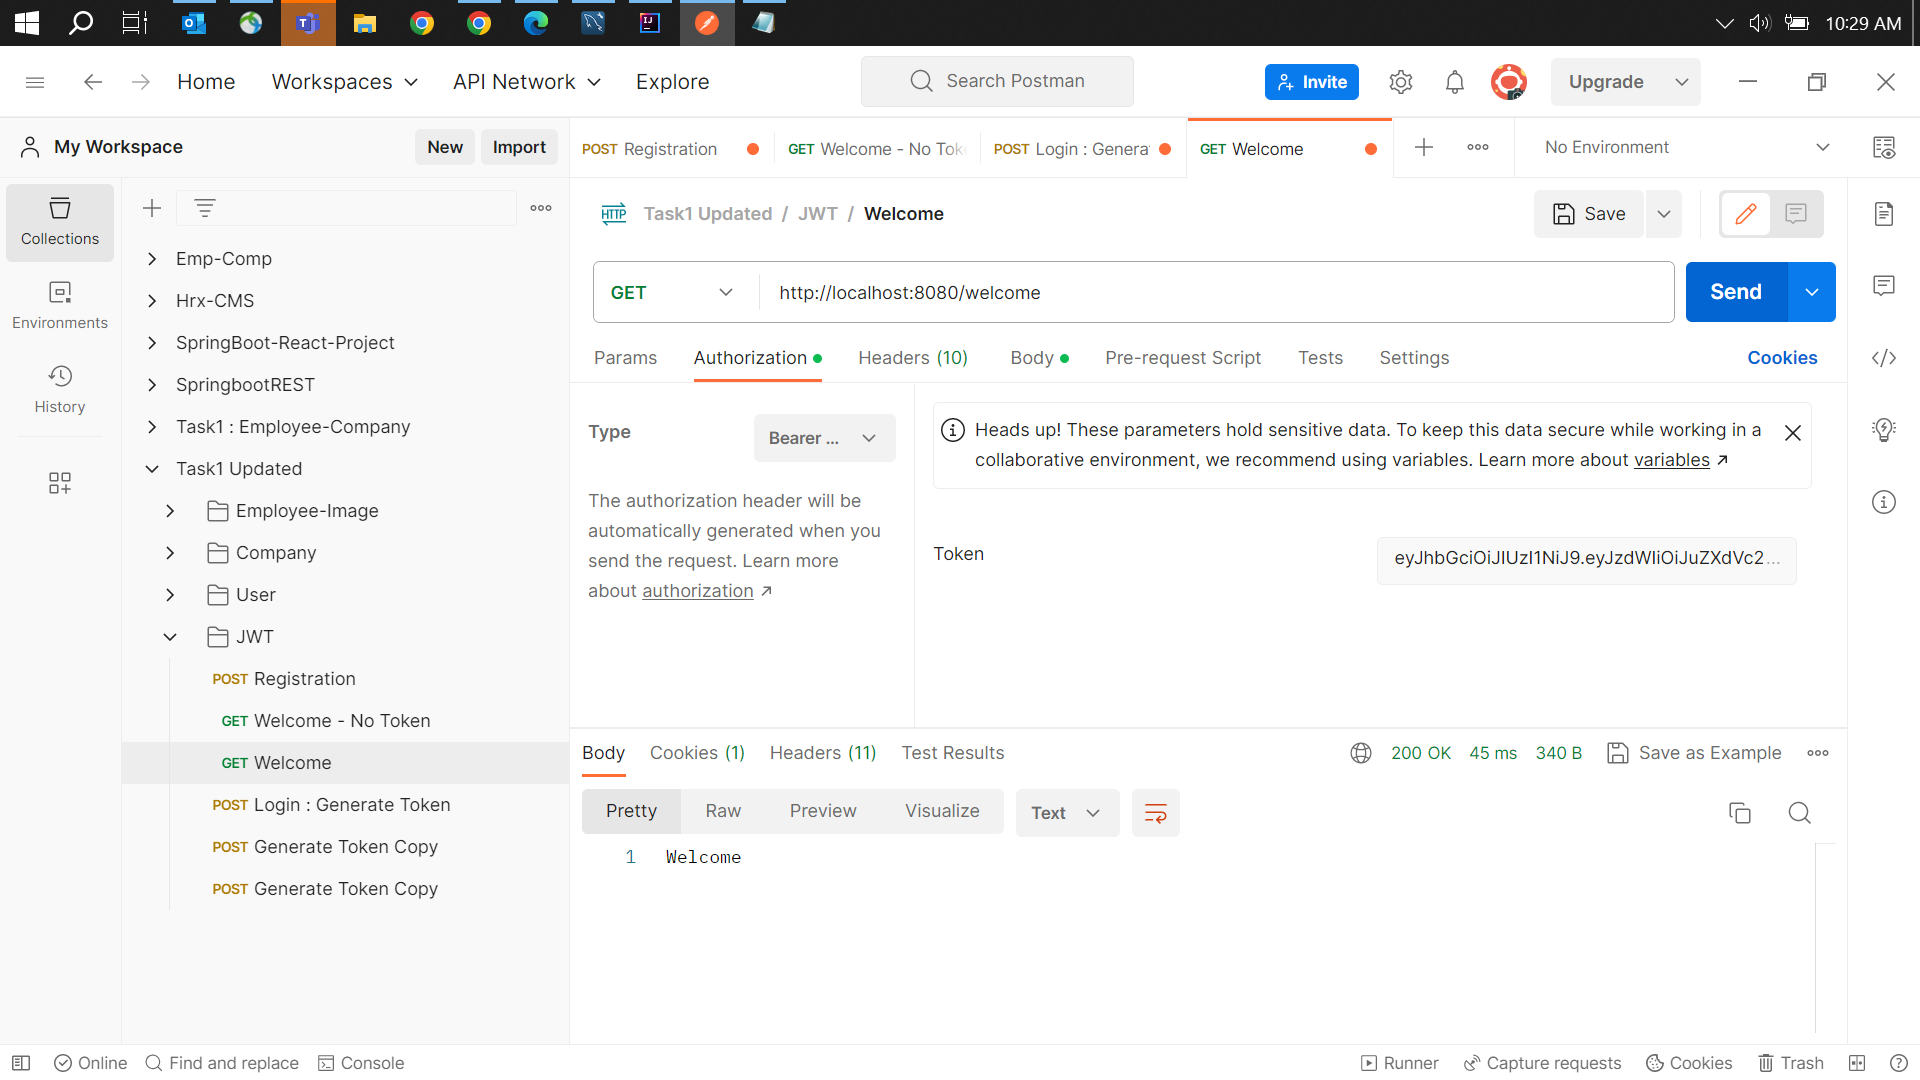 10:29 AM
Home Workspaces API Network Explore Search Postman Invite Upgrade
My Workspace New Import
POST Registration GET Welcome - No Tok POST Login : Genera GET Welcome No Environment
Collections
Environments
History
Emp-Comp
Hrx-CMS
SpringBoot-React-Project
SpringbootREST
Task1 : Employee-Company
Task1 Updated
Employee-Image
Company
User
JWT
POST Registration
GET Welcome - No Token
GET Welcome
POST Login : Generate Token
POST Generate Token Copy
POST Generate Token Copy
HTTP Task1 Updated / JWT / Welcome Save
GET http://localhost:8080/welcome Send
Params Authorization Headers (10) Body Pre-request Script Tests Settings Cookies
Type Bearer ...
The authorization header will be
automatically generated when you
send the request. Learn more
about authorization
Heads up! These parameters hold sensitive data. To keep this data secure while working in a
collaborative environment, we recommend using variables. Learn more about variables
Token eyJhbGciOiJIUzI1NiJ9.eyJzdWIiOiJuZXdVc2...
Body Cookies (1) Headers (11) Test Results 200 OK 45 ms 340 B Save as Example
Pretty Raw Preview Visualize Text
1 Welcome
Online Find and replace Console Runner Capture requests Cookies Trash